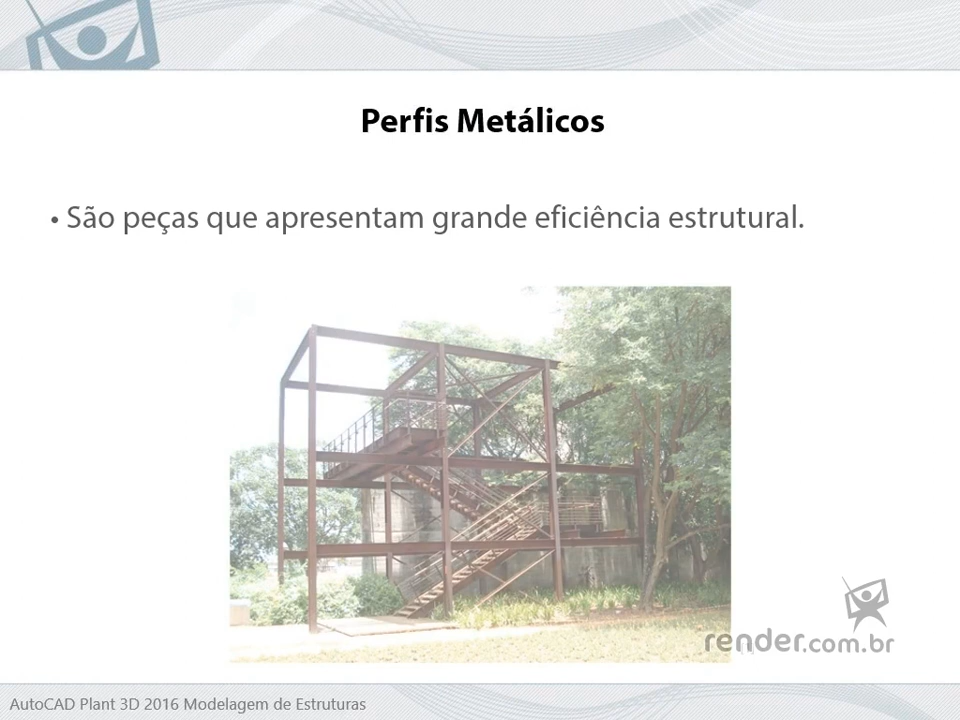 Perfis Metálicos
• São peças que apresentam grande eficiência estrutural.
render.com.br
AutoCAD Plant 3D 2016 Modelagem de Estruturas